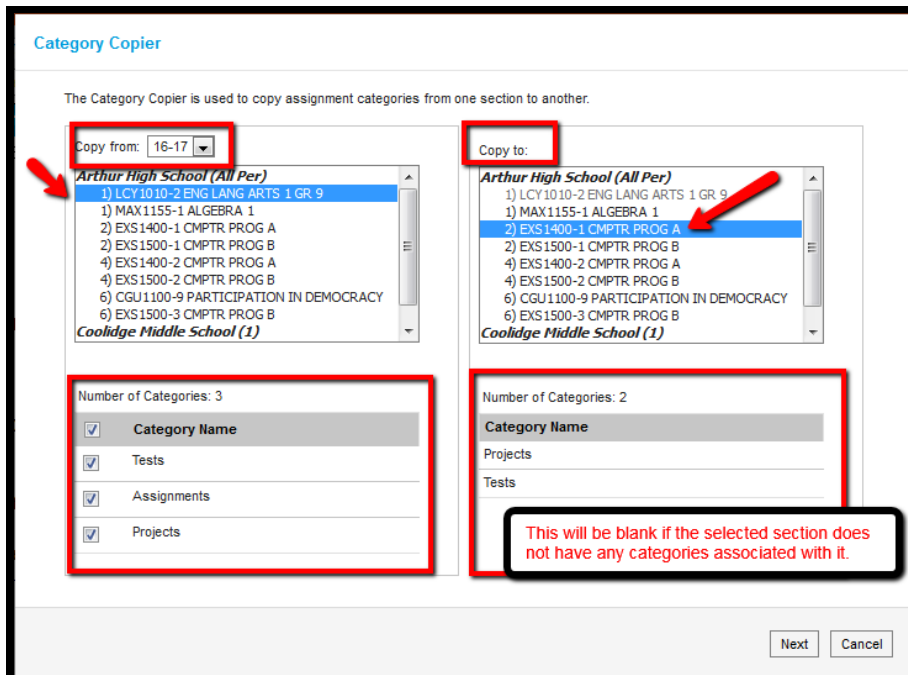 Category Copier
The Category Copier is used to copy assignment categories from one section to another.
Copy from: 16-17
Arthur High School (All Per)
1) LCY1010-2 ENG LANG ARTS 1 GR 9
1) MAX1155-1 ALGEBRA 1
2) EXS1400-1 CMPTR PROG A
2) EXS1500-1 CMPTR PROG B
4) EXS1400-2 CMPTR PROG A
4) EXS1500-2 CMPTR PROG B
6) CGU1100-9 PARTICIPATION IN DEMOCRACY
6) EXS1500-3 CMPTR PROG B
Coolidge Middle School (1)
Number of Categories: 3
Category Name
Tests
Assignments
Projects
Copy to:
Arthur High School (All Per)
1) LCY1010-2 ENG LANG ARTS 1 GR 9
1) MAX1155-1 ALGEBRA 1
2) EXS1400-1 CMPTR PROG A
2) EXS1500-1 CMPTR PROG B
4) EXS1400-2 CMPTR PROG A
4) EXS1500-2 CMPTR PROG B
6) CGU1100-9 PARTICIPATION IN DEMOCRACY
6) EXS1500-3 CMPTR PROG B
Coolidge Middle School (1)
Number of Categories: 2
Category Name
Projects
Tests
This will be blank if the selected section does
not have any categories associated with it.
Next
Cancel